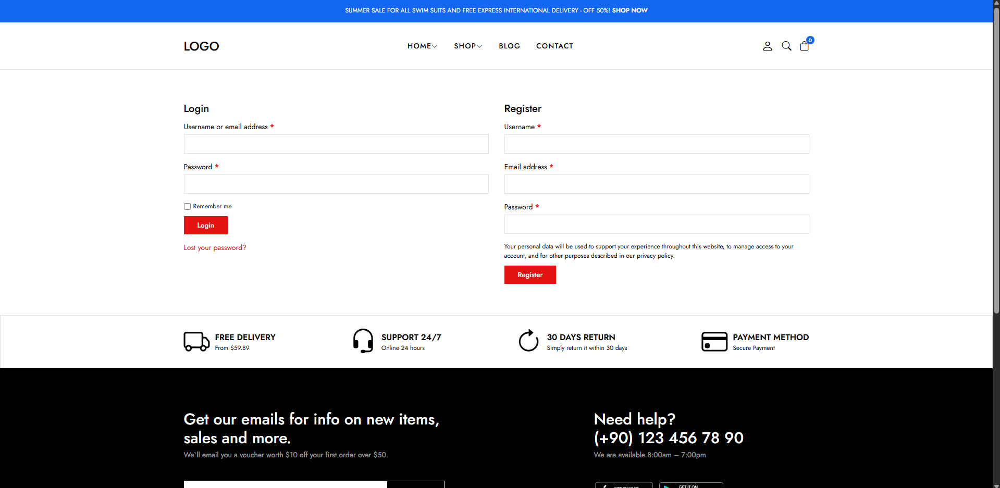 SUMMER SALE FOR ALL SWIM SUITS AND FREE EXPRESS INTERNATIONAL DELIVERY - OFF 50%! SHOP NOW
LOGO
HOME
SHOP
BLOG
CONTACT
0
Login
Username or email address *
Password *
Remember me
Login
Lost your password?
Register
Username *
Email address *
Password *
Your personal data will be used to support your experience throughout this website, to manage access to your
account, and for other purposes described in our privacy policy.
Register
FREE DELIVERY
From $59.89
SUPPORT 24/7
Online 24 hours
30 DAYS RETURN
Simply return it within 30 days
PAYMENT METHOD
Secure Payment
Get our emails for info on new items,
sales and more.
We`ll email you a voucher worth $10 off your first order over $50.
Need help?
(+90) 123 456 78 90
We are available 8:00am – 7:00pm
DOWNLOAD ON THE
GET IT ON